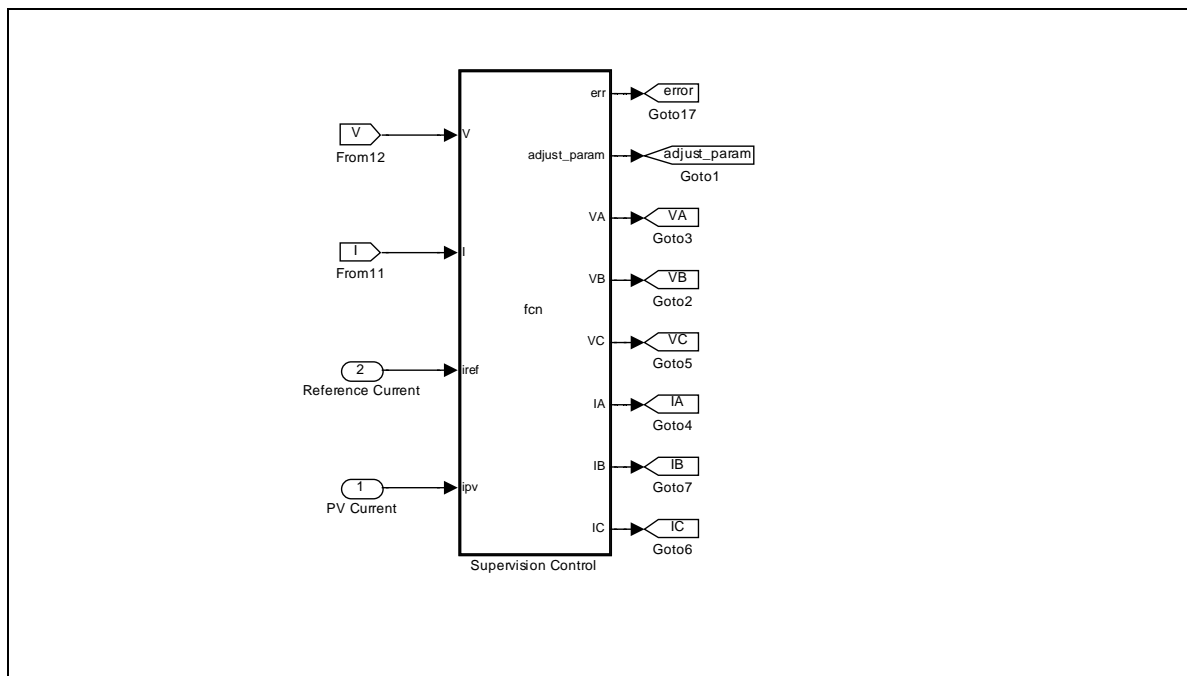 V
From12
I
From11
2
Reference Current
1
PV Current
V
I
iref
ipv
fcn
err
adjust_param
VA
VB
VC
IA
IB
IC
Supervision Control
error
Goto17
adjust_param
Goto1
VA
Goto3
VB
Goto2
VC
Goto5
IA
Goto4
IB
Goto7
IC
Goto6